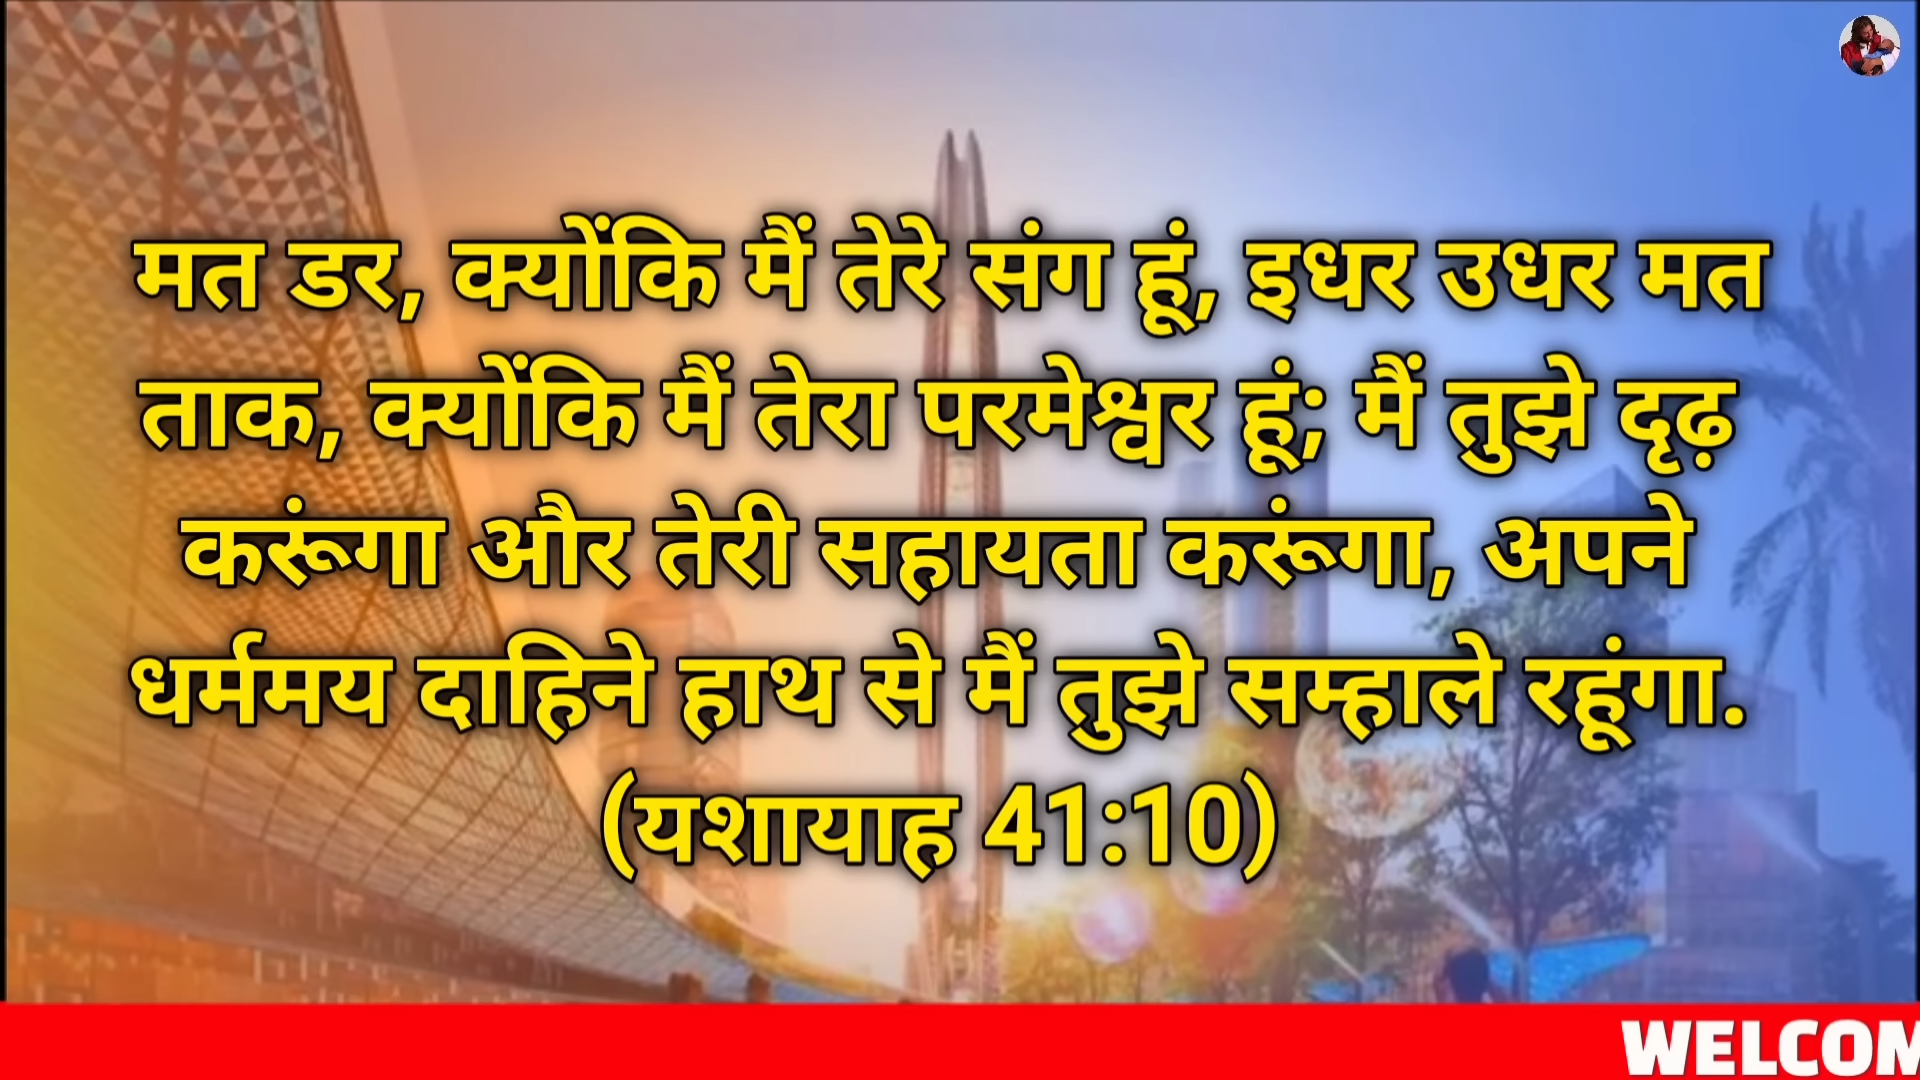 मत डर, क्योंकि मैं तेरे संग हूं, इधर उधर मत
ताक, क्योंकि मैं तेरा परमेश्वर हूं; मैं तुझे दृढ़
करूंगा और तेरी सहायता करूंगा, अपने
धर्ममय दाहिने हाथ से मैं तुझे सम्हाले रहूंगा.
(यशायाह 41:10)
WELCOM